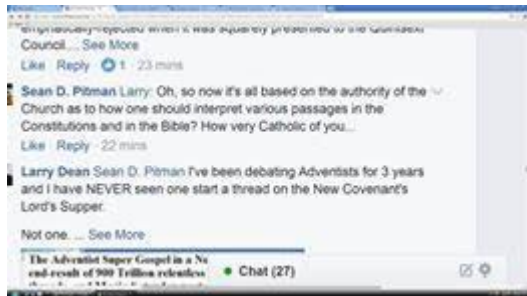 emphatically-rejected when it was squarely presented to the Quinisext
Council.... See More
Like Reply 1 23 mins
Sean D. Pitman Larry: Oh, so now it's all based on the authority of the
Church as to how one should interpret various passages in the
Constitutions and in the Bible? How very Catholic of you...
Like Reply 22 mins
Larry Dean Sean D. Pitman I've been debating Adventists for 3 years
and I have NEVER seen one start a thread on the New Covenant's
Lord's Supper.
Not one. ... See More
The Adventist Super Gospel in a
end-result of 900 Trillion relentless
Chat (27)